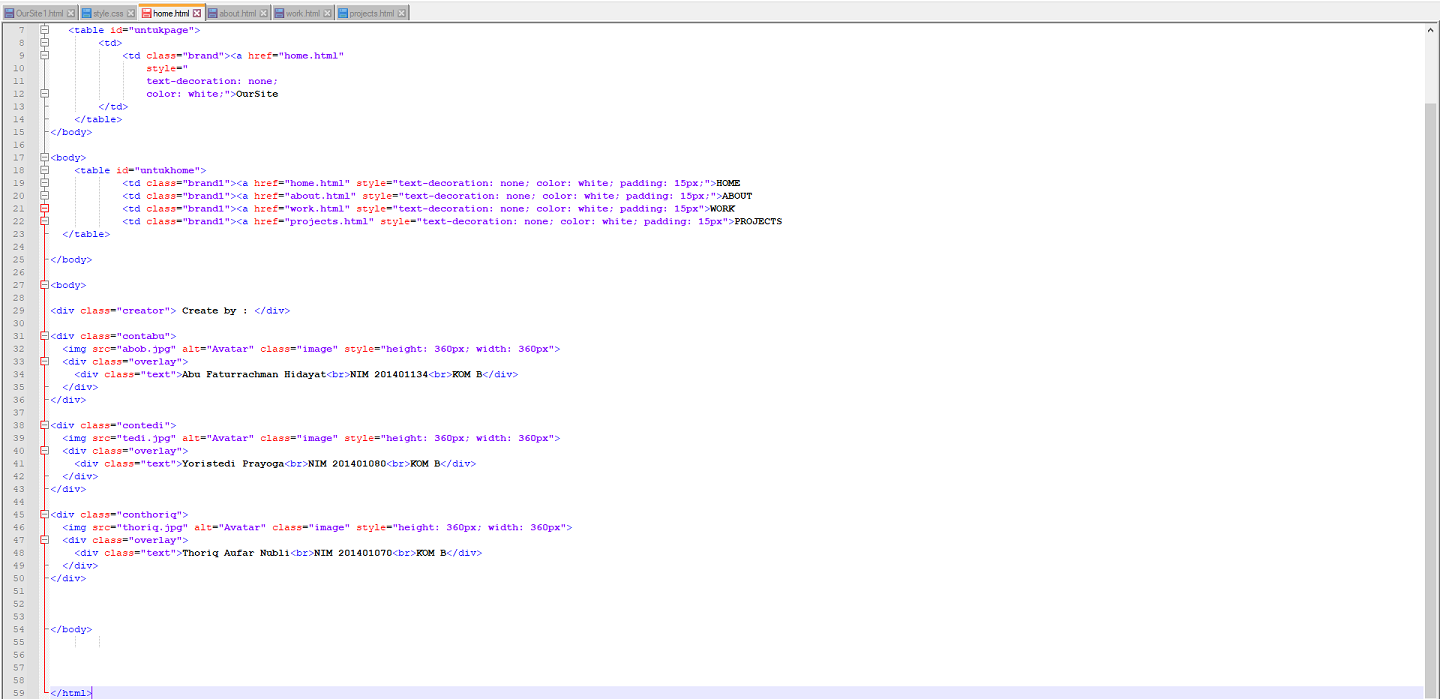 OurSite1.html style.css home.html about.html work.html projects.html
7 <table id="untukpage">
8 <td>
9 <td class="brand"><a href="home.html"
10 style="
11 text-decoration: none;
12 color: white;">OurSite
13 </td>
14 </table>
15 </body>
16
17 <body>
18 <table id="untukhome">
19 <td class="brand1"><a href="home.html" style="text-decoration: none; color: white; padding: 15px;">HOME
20 <td class="brand1"><a href="about.html" style="text-decoration: none; color: white; padding: 15px;">ABOUT
21 <td class="brand1"><a href="work.html" style="text-decoration: none; color: white; padding: 15px">WORK
22 <td class="brand1"><a href="projects.html" style="text-decoration: none; color: white; padding: 15px">PROJECTS
23 </table>
24
25 </body>
26
27 <body>
28
29 <div class="creator"> Create by : </div>
30
31 <div class="contabu">
32 <img src="abob.jpg" alt="Avatar" class="image" style="height: 360px; width: 360px">
33 <div class="overlay">
34 <div class="text">Abu Faturrachman Hidayat<br>NIM 201401134<br>KOM B</div>
35 </div>
36 </div>
37
38 <div class="contedi">
39 <img src="tedi.jpg" alt="Avatar" class="image" style="height: 360px; width: 360px">
40 <div class="overlay">
41 <div class="text">Yoristedi Prayoga<br>NIM 201401080<br>KOM B</div>
42 </div>
43 </div>
44
45 <div class="conthoriq">
46 <img src="thoriq.jpg" alt="Avatar" class="image" style="height: 360px; width: 360px">
47 <div class="overlay">
48 <div class="text">Thoriq Aufar Nubli<br>NIM 201401070<br>KOM B</div>
49 </div>
50 </div>
51
52
53
54 </body>
55
56
57
58
59 </html>